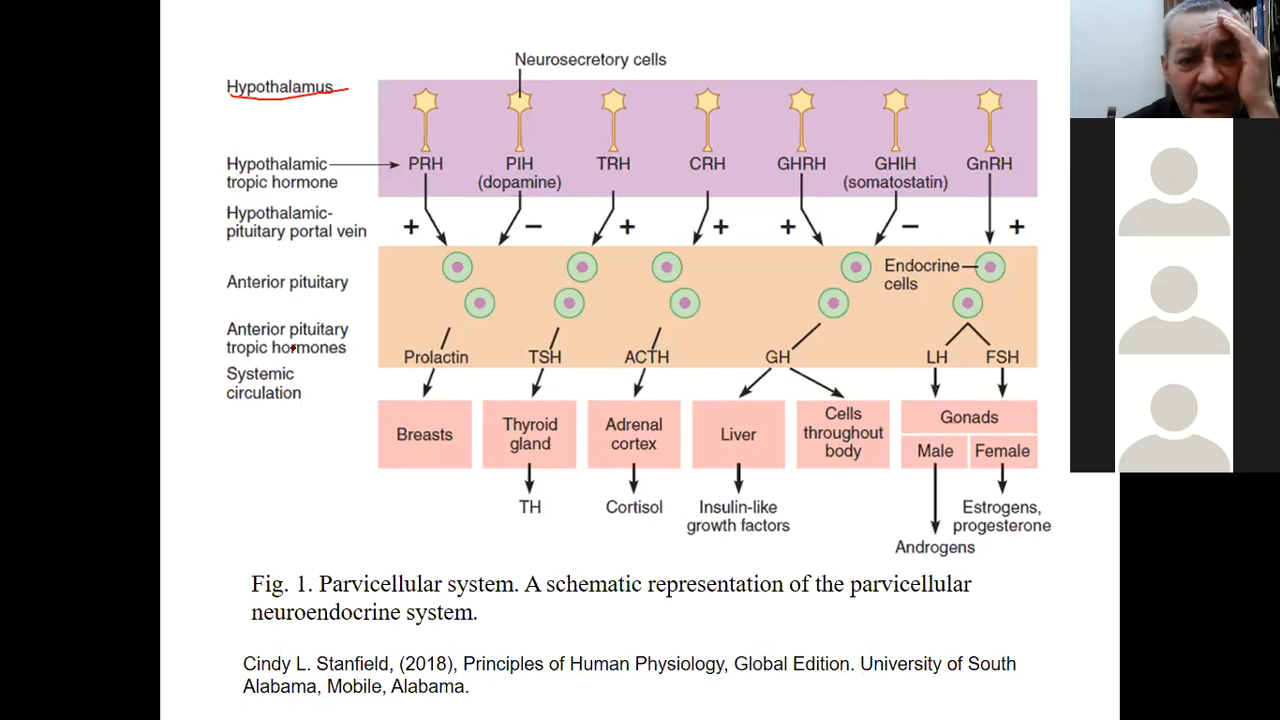 Neurosecretory cells
Hypothalamus
Hypothalamic
tropic hormone
PRH
PIH
(dopamine)
TRH
CRH
GHRH
GHIH
(somatostatin)
GnRH
Hypothalamic-
pituitary portal vein
+
−
+
+
+
−
+
Anterior pituitary
Endocrine
cells
Anterior pituitary
tropic hormones
Prolactin
TSH
ACTH
GH
LH
FSH
Systemic
circulation
Breasts
Thyroid
gland
Adrenal
cortex
Liver
Cells
throughout
body
Gonads
Male
Female
TH
Cortisol
Insulin-like
growth factors
Estrogens,
progesterone
Androgens
Fig. 1. Parvicellular system. A schematic representation of the parvicellular
neuroendocrine system.
Cindy L. Stanfield, (2018), Principles of Human Physiology, Global Edition. University of South
Alabama, Mobile, Alabama.